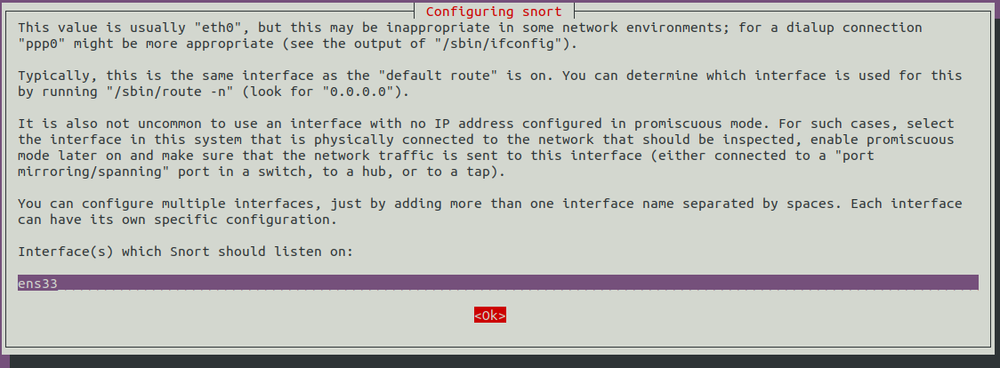 Configuring snort
This value is usually "eth0", but this may be inappropriate in some network environments; for a dialup connection
"ppp0" might be more appropriate (see the output of "/sbin/ifconfig").
Typically, this is the same interface as the "default route" is on. You can determine which interface is used for this
by running "/sbin/route -n" (look for "0.0.0.0").
It is also not uncommon to use an interface with no IP address configured in promiscuous mode. For such cases, select
the interface in this system that is physically connected to the network that should be inspected, enable promiscuous
mode later on and make sure that the network traffic is sent to this interface (either connected to a "port
mirroring/spanning" port in a switch, to a hub, or to a tap).
You can configure multiple interfaces, just by adding more than one interface name separated by spaces. Each interface
can have its own specific configuration.
Interface(s) which Snort should listen on:
ens33
<Ok>